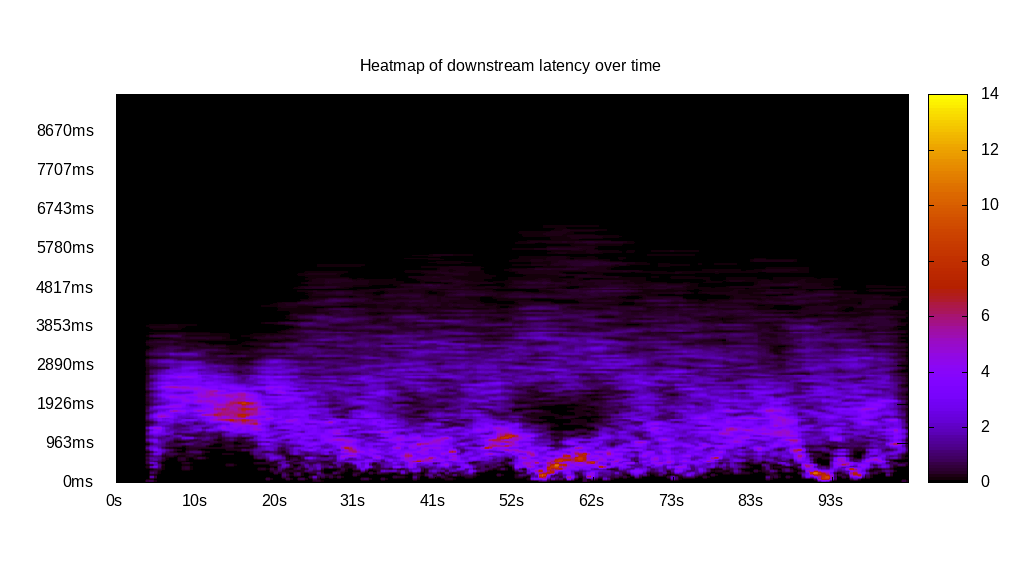 Heatmap of downstream latency over time
8670ms
7707ms
6743ms
5780ms
4817ms
3853ms
2890ms
1926ms
963ms
0ms
0s 10s 20s 31s 41s 52s 62s 73s 83s 93s
14
12
10
8
6
4
2
0